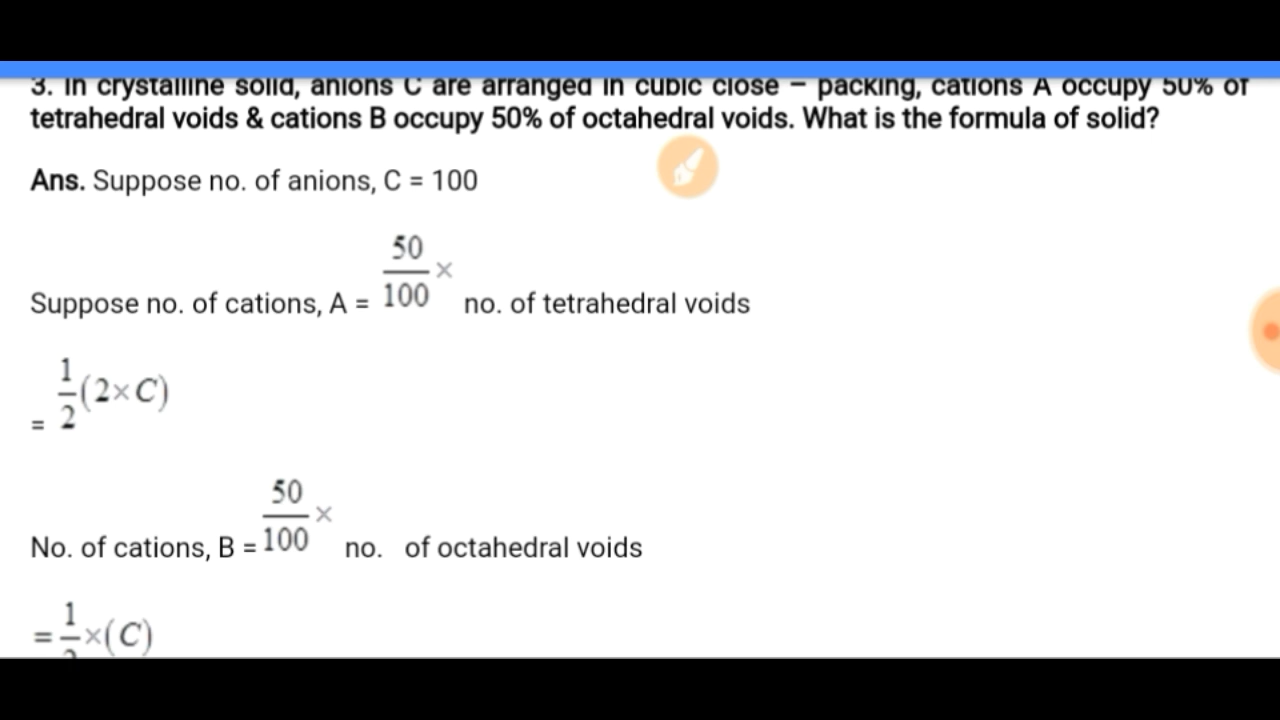 3. In crystalline solid, anions C are arranged in cubic close – packing, cations A occupy 50% of
tetrahedral voids & cations B occupy 50% of octahedral voids. What is the formula of solid?
Ans. Suppose no. of anions, C = 100
Suppose no. of cations, A = 50/100 × no. of tetrahedral voids
= 1/2 (2×C)
No. of cations, B = 50/100 × no. of octahedral voids
= 1/2 ×(C)